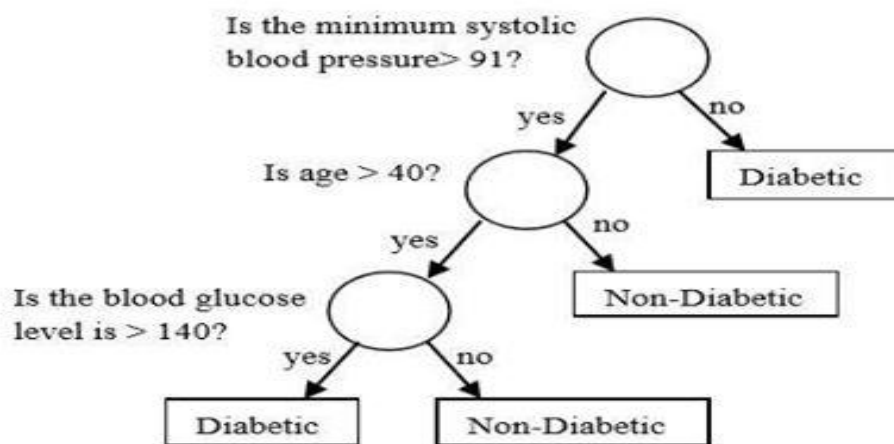 Is the minimum systolic
blood pressure> 91?
yes
no
Is age > 40?
Diabetic
yes
no
Is the blood glucose
level is > 140?
Non-Diabetic
yes
no
Diabetic
Non-Diabetic